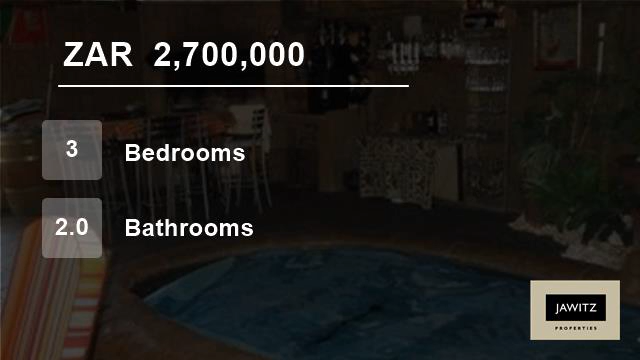 ZAR 2,700,000
3
Bedrooms
2.0
Bathrooms
JAWITZ
PROPERTIES